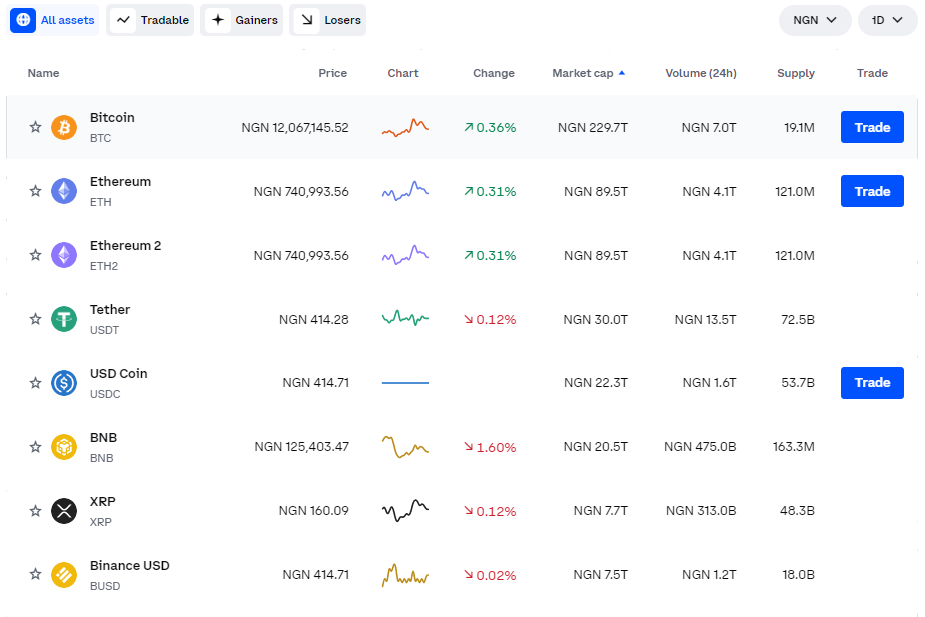 All assets Tradable Gainers Losers NGN 1D
Name Price Chart Change Market cap Volume (24h) Supply Trade
Bitcoin
BTC
NGN 12,067,145.52 0.36% NGN 229.7T NGN 7.0T 19.1M Trade
Ethereum
ETH
NGN 740,993.56 0.31% NGN 89.5T NGN 4.1T 121.0M Trade
Ethereum 2
ETH2
NGN 740,993.56 0.31% NGN 89.5T NGN 4.1T 121.0M
Tether
USDT
NGN 414.28 0.12% NGN 30.0T NGN 13.5T 72.5B
USD Coin
USDC
NGN 414.71 NGN 22.3T NGN 1.6T 53.7B Trade
BNB
BNB
NGN 125,403.47 1.60% NGN 20.5T NGN 475.0B 163.3M
XRP
XRP
NGN 160.09 0.12% NGN 7.7T NGN 313.0B 48.3B
Binance USD
BUSD
NGN 414.71 0.02% NGN 7.5T NGN 1.2T 18.0B